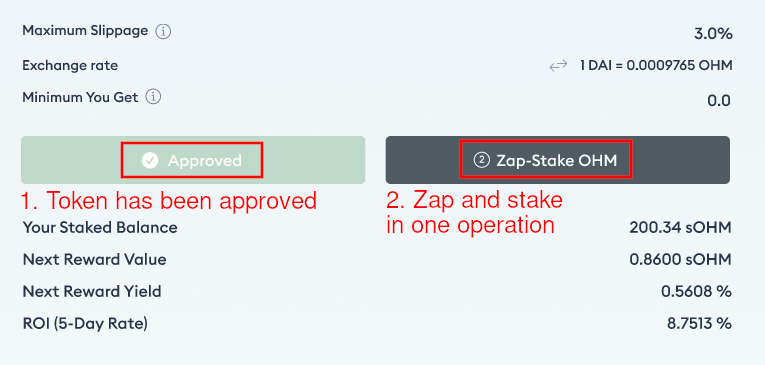 Maximum Slippage ⓘ 3.0%
Exchange rate ⇄ 1 DAI = 0.0009765 OHM
Minimum You Get ⓘ 0.0
Approved ② Zap-Stake OHM
1. Token has been approved
2. Zap and stake
in one operation
Your Staked Balance 200.34 sOHM
Next Reward Value 0.8600 sOHM
Next Reward Yield 0.5608 %
ROI (5-Day Rate) 8.7513 %